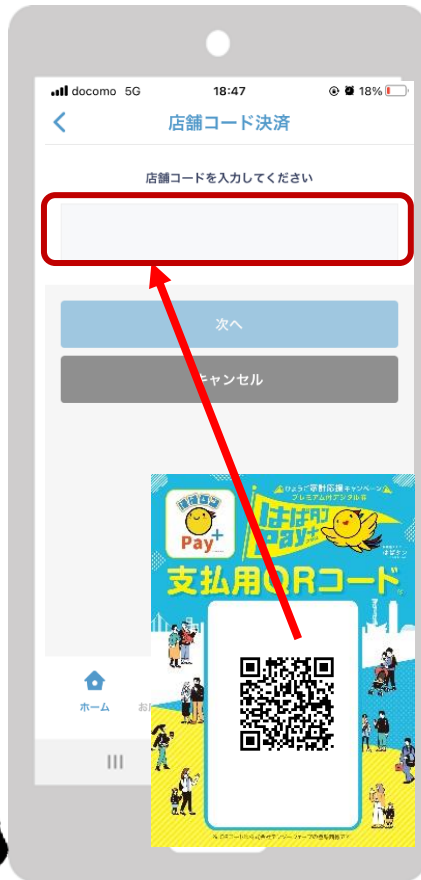 docomo 5G 18:47 18%
店舗コード決済
店舗コードを入力してください
次へ
キャンセル
ひょうご家計応援キャンペーン
プレミアム付デジタル券
はばタン
Pay+
はばタン
Pay+
はばタン
支払用QRコード
ホーム